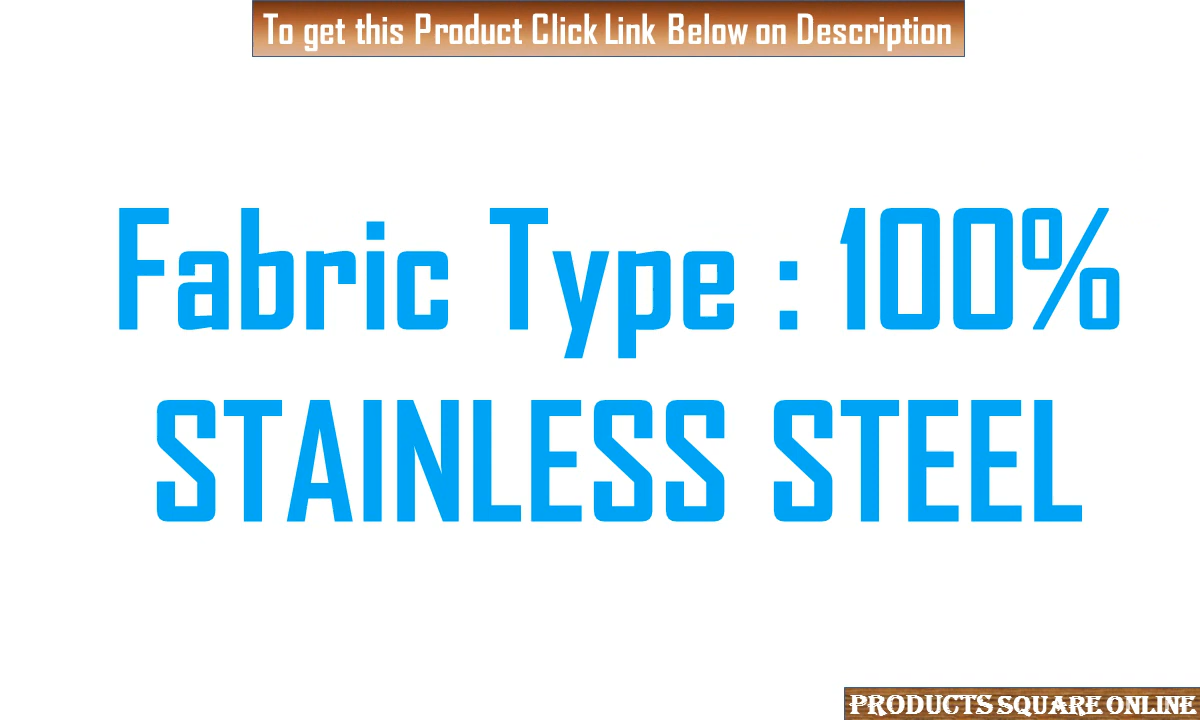 To get this Product Click Link Below on Description
Fabric Type : 100%
STAINLESS STEEL
PRODUCTS SQUARE ONLINE